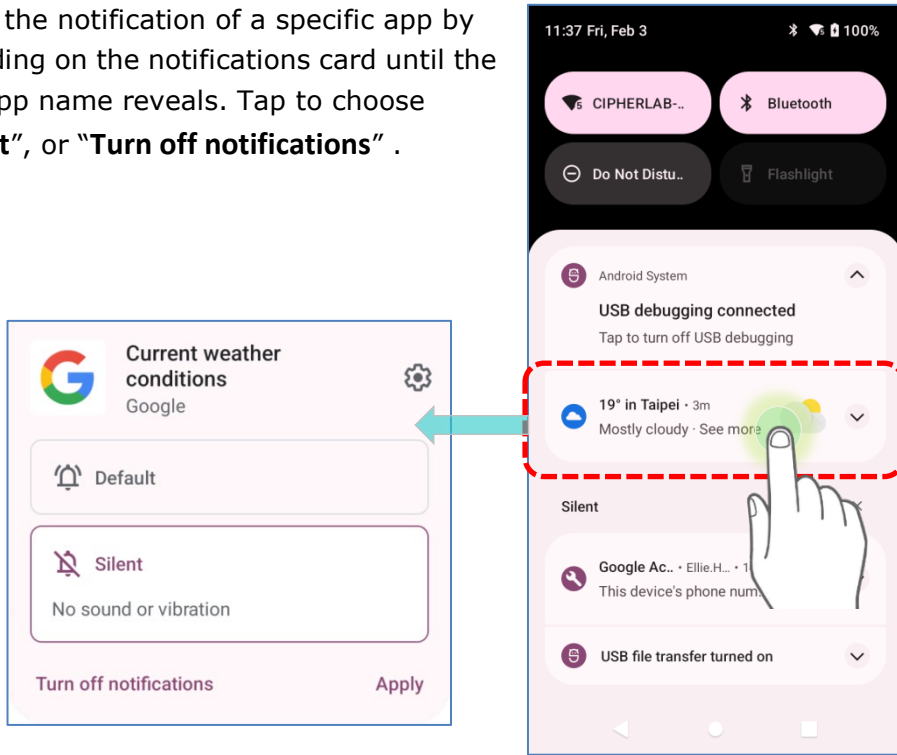 the notification of a specific app by
ding on the notifications card until the
pp name reveals. Tap to choose
t”, or “Turn off notifications” .
11:37 Fri, Feb 3
100%
CIPHERLAB-..
Bluetooth
Do Not Distu..
Flashlight
Android System
USB debugging connected
Tap to turn off USB debugging
19° in Taipei · 3m
Mostly cloudy · See more
Silent
Google Ac.. · Ellie.H... · 1
This device's phone num
USB file transfer turned on
Current weather
conditions
Google
Default
Silent
No sound or vibration
Turn off notifications
Apply